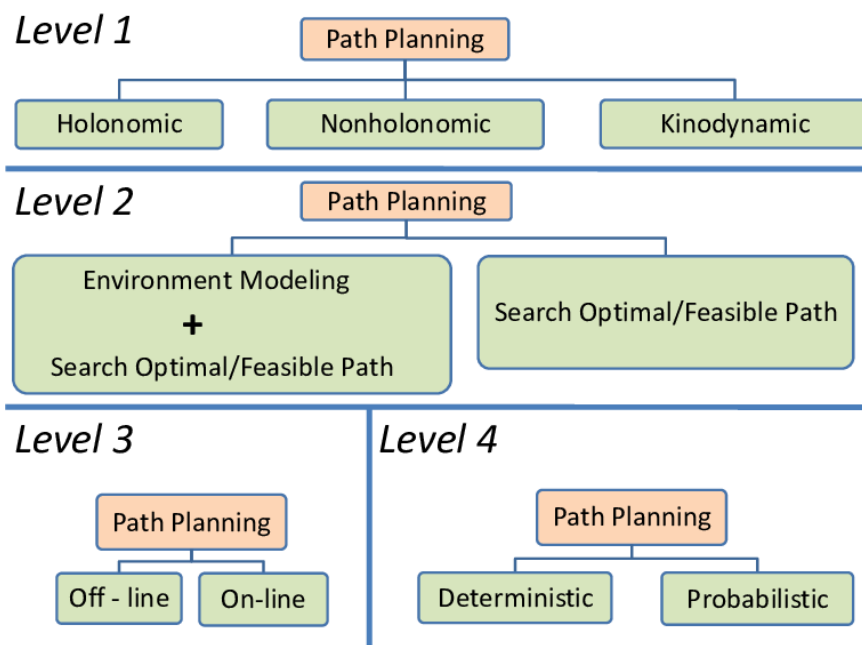 Level 1
Path Planning
Holonomic
Nonholonomic
Kinodynamic
Level 2
Path Planning
Environment Modeling
+
Search Optimal/Feasible Path
Search Optimal/Feasible Path
Level 3
Path Planning
Off - line
On-line
Level 4
Path Planning
Deterministic
Probabilistic